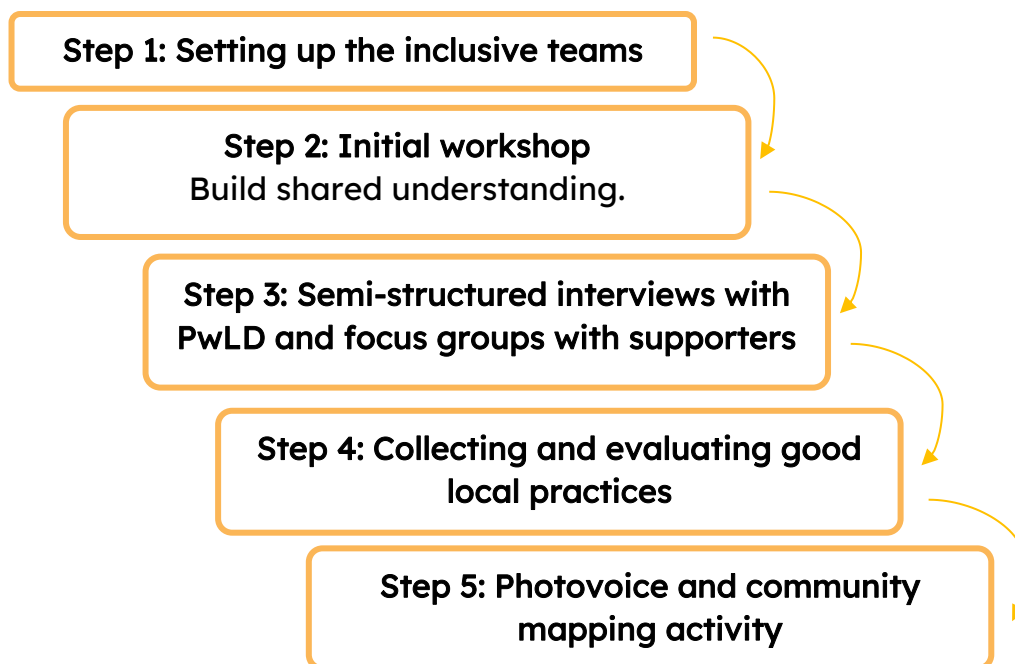 Step 1: Setting up the inclusive teams
Step 2: Initial workshop
Build shared understanding.
Step 3: Semi-structured interviews with
PwLD and focus groups with supporters
Step 4: Collecting and evaluating good
local practices
Step 5: Photovoice and community
mapping activity